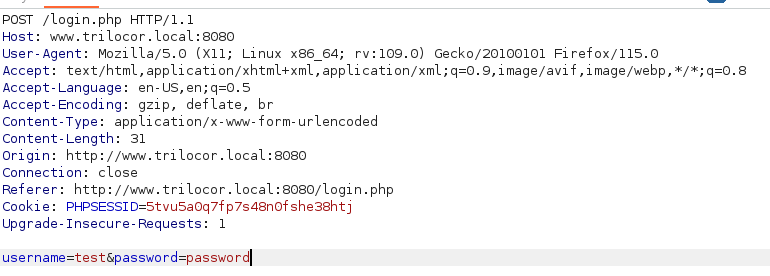 POST /login.php HTTP/1.1
Host: www.trilocor.local:8080
User-Agent: Mozilla/5.0 (X11; Linux x86_64; rv:109.0) Gecko/20100101 Firefox/115.0
Accept: text/html,application/xhtml+xml,application/xml;q=0.9,image/avif,image/webp,*/*;q=0.8
Accept-Language: en-US,en;q=0.5
Accept-Encoding: gzip, deflate, br
Content-Type: application/x-www-form-urlencoded
Content-Length: 31
Origin: http://www.trilocor.local:8080
Connection: close
Referer: http://www.trilocor.local:8080/login.php
Cookie: PHPSESSID=5tvu5a0q7fp7s48n0fshe38htj
Upgrade-Insecure-Requests: 1
username=test&password=password